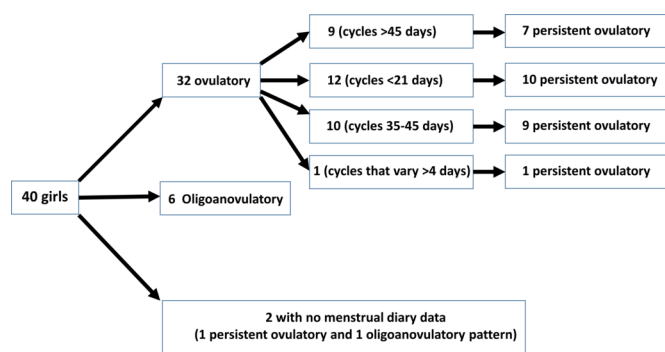 9 (cycles >45 days)
7 persistent ovulatory
32 ovulatory
12 (cycles <21 days)
10 persistent ovulatory
10 (cycles 35-45 days)
9 persistent ovulatory
1 (cycles that vary >4 days)
1 persistent ovulatory
40 girls
6 Oligoanovulatory
2 with no menstrual diary data
(1 persistent ovulatory and 1 oligoanovulatory pattern)